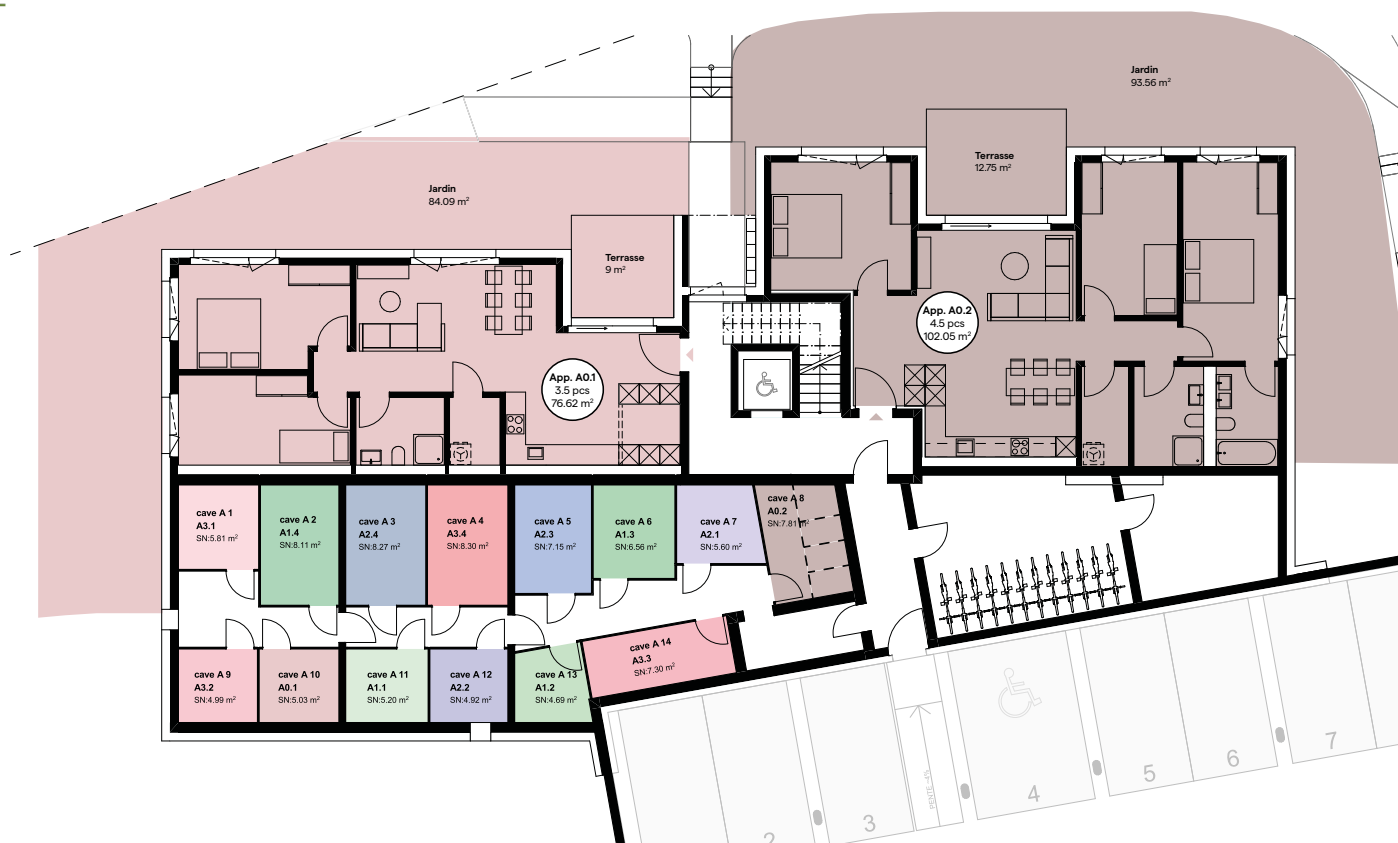 Jardin
93.56 m²
Terrasse
12.75 m²
Jardin
84.09 m²
Terrasse
9 m²
App. A0.2
4.5 pcs
102.05 m²
App. A0.1
3.5 pcs
76.62 m²
cave A 1
A3.1
SN:5.81 m²
cave A 2
A1.4
SN:8.11 m²
cave A 3
A2.4
SN:8.27 m²
cave A 4
A3.4
SN:8.30 m²
cave A 5
A2.3
SN:7.15 m²
cave A 6
A1.3
SN:6.56 m²
cave A 7
A2.1
SN:5.60 m²
cave A 8
A0.2
SN:7.81 m²
cave A 9
A3.2
SN:4.99 m²
cave A 10
A0.1
SN:5.03 m²
cave A 11
A1.1
SN:5.20 m²
cave A 12
A2.2
SN:4.92 m²
cave A 13
A1.2
SN:4.69 m²
cave A 14
A3.3
SN:7.30 m²
2
3
PENTE -4%
4
5
6
7